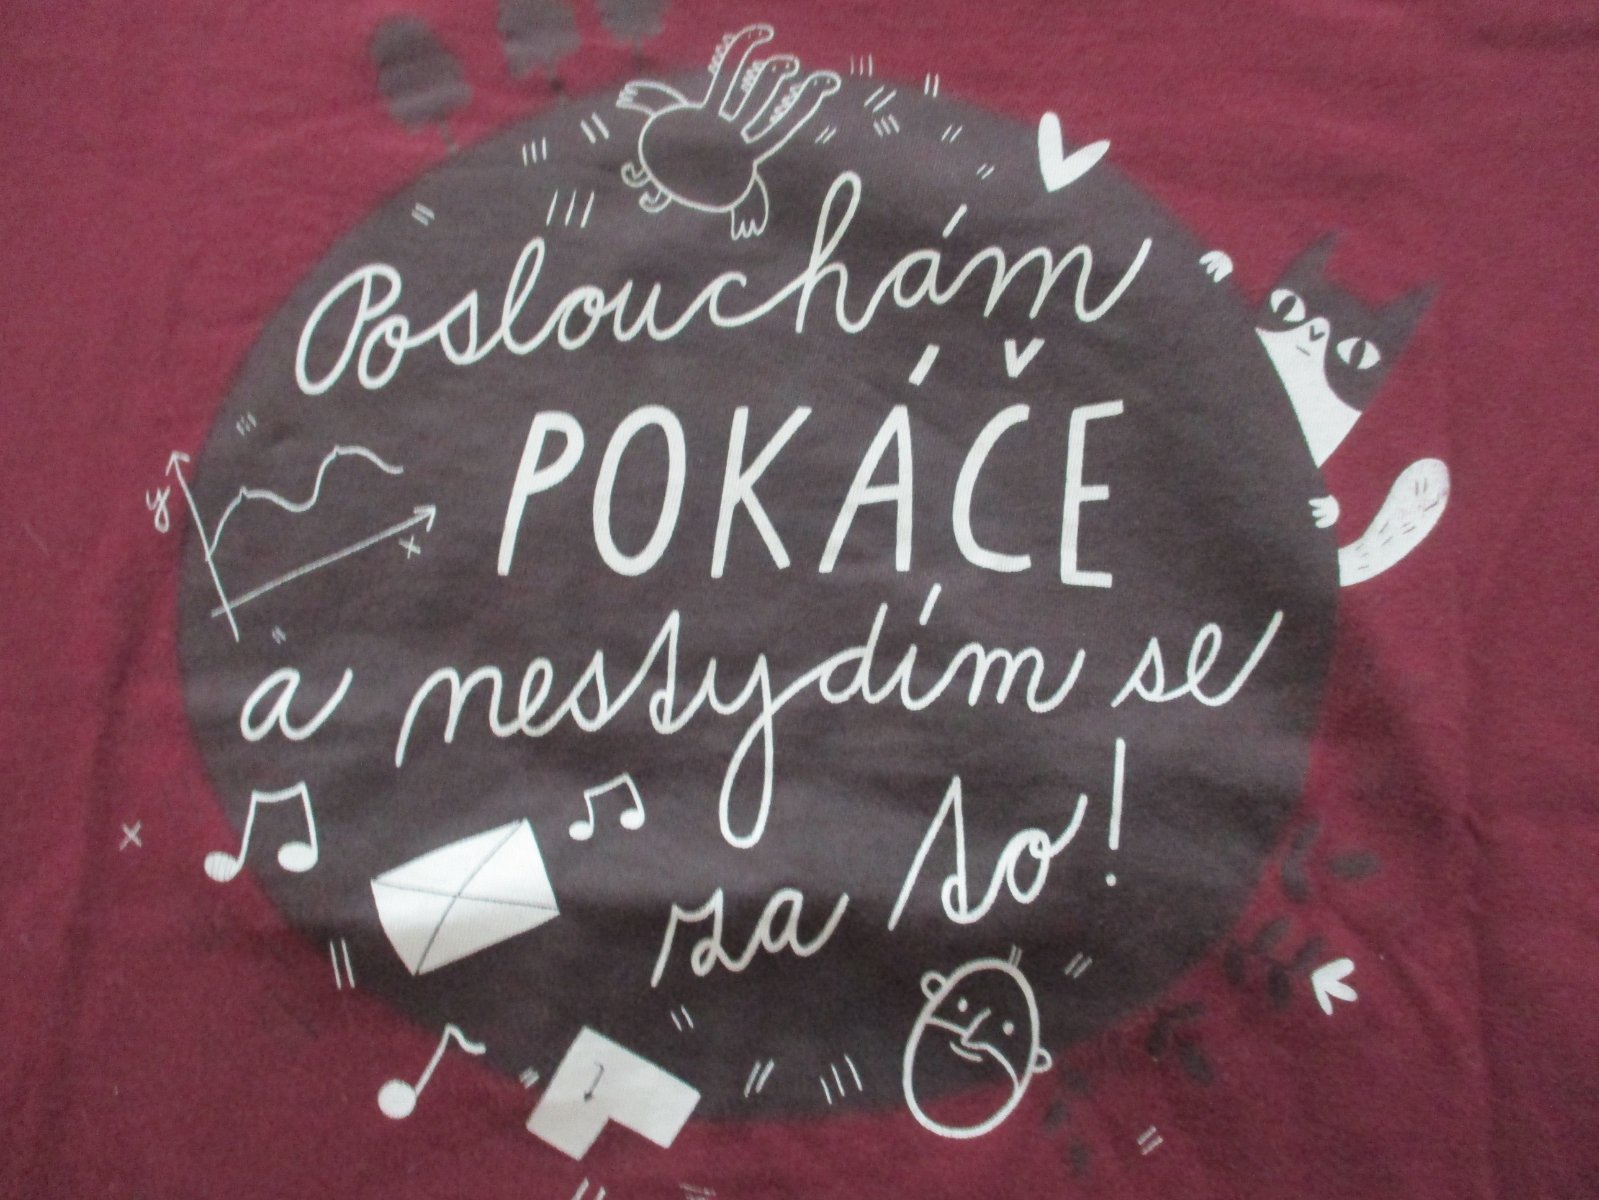 Poslouchám
POKÁČE
y
x
a nestydím se
za to!